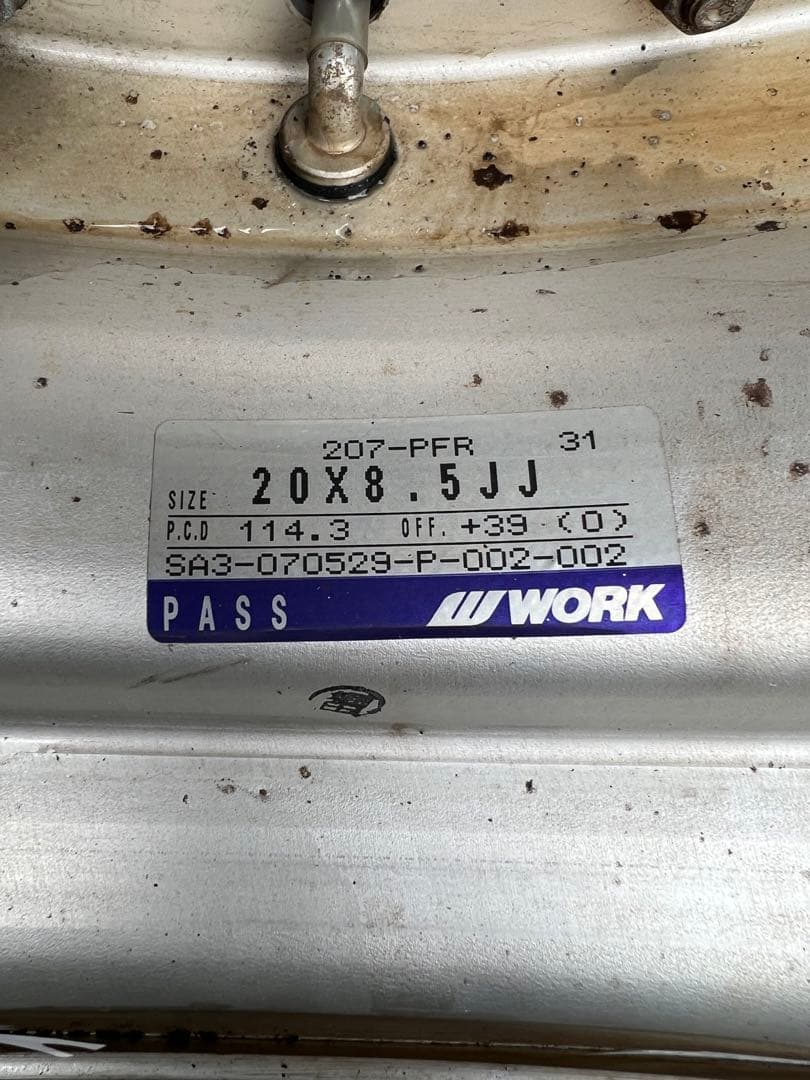 207-PFR 31
SIZE 20X8.5JJ
P.C.D 114.3 OFF. +39 (0)
SA3-070529-P-002-002
PASS WORK